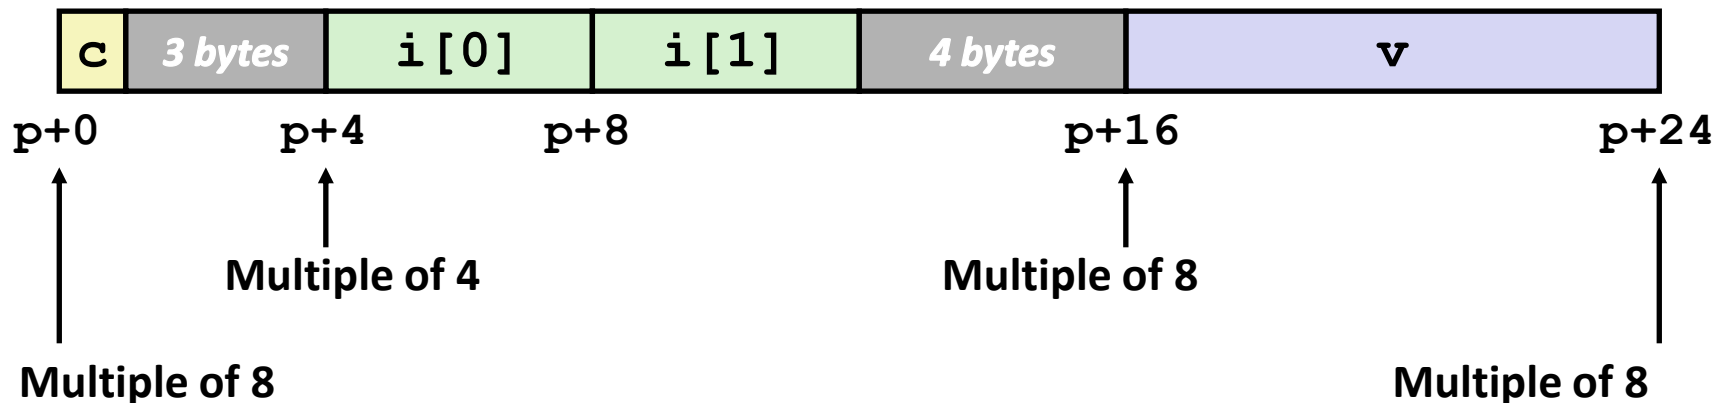 c 3 bytes i[0] i[1] 4 bytes v
p+0 p+4 p+8 p+16 p+24
Multiple of 4 Multiple of 8
Multiple of 8 Multiple of 8